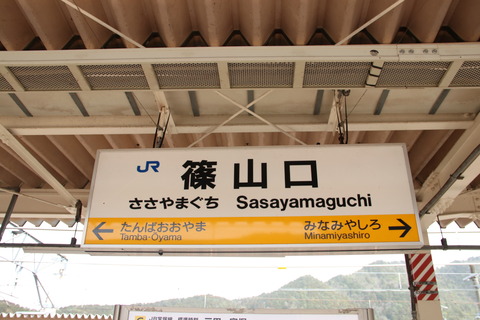 JR 篠山口
ささやまぐち Sasayamaguchi
← たんばおおやま みなみやしろ →
Tamba-Oyama Minamiyashiro